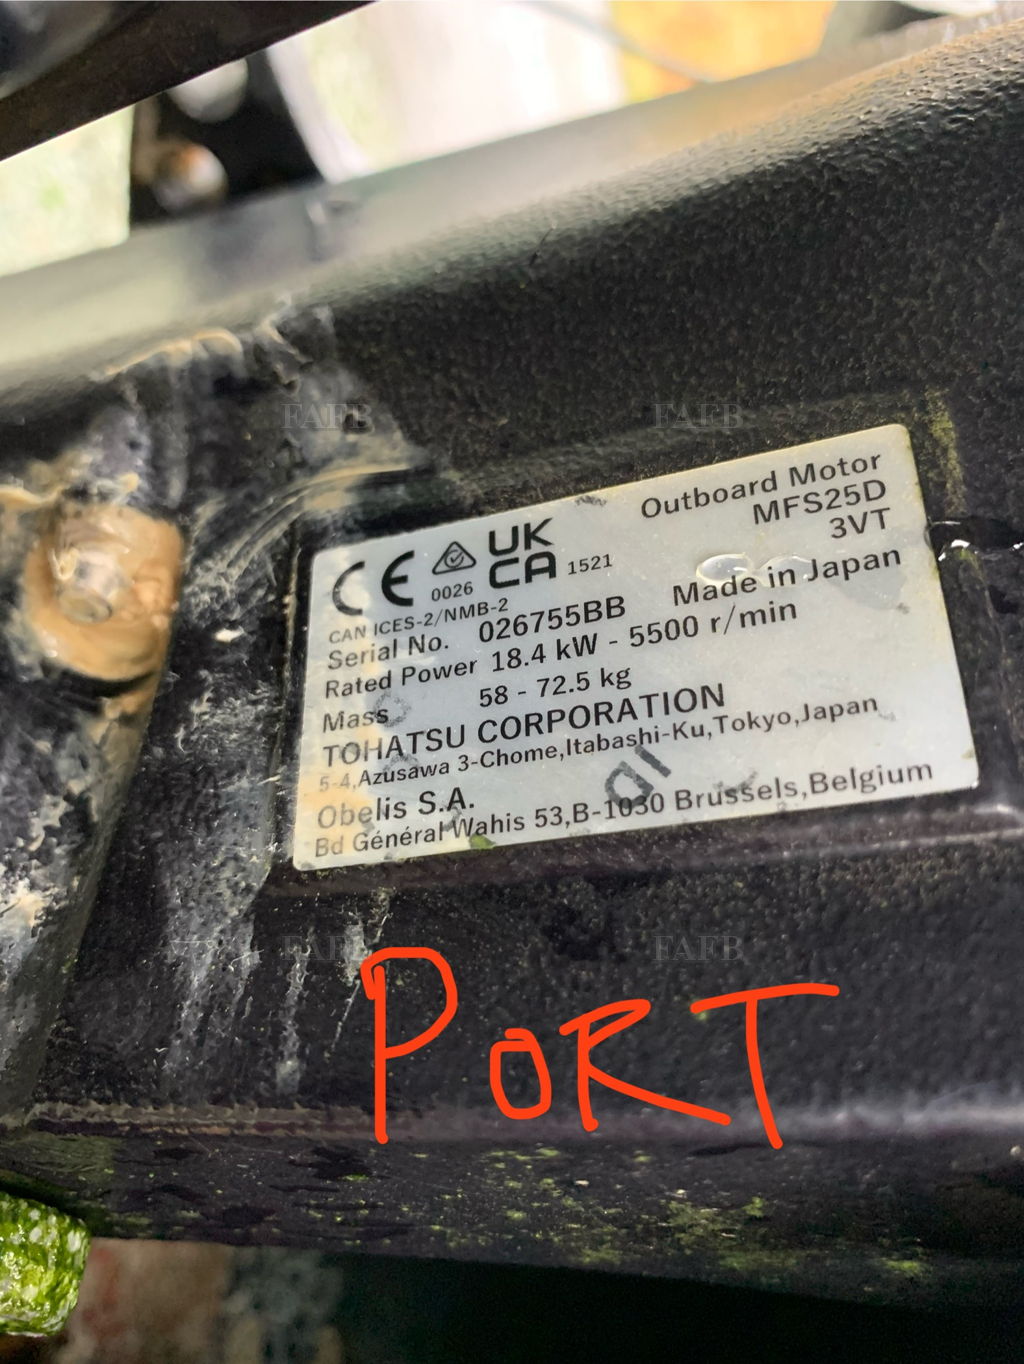 FAFB FAFB
Outboard Motor
MFS25D
3VT
CE 0026 UK CA 1521
CAN ICES-2/NMB-2
Made in Japan
Serial No. 026755BB
Rated Power 18.4 kW - 5500 r/min
Mass 58 - 72.5 kg
TOHATSU CORPORATION
5-4,Azusawa 3-Chome,Itabashi-Ku,Tokyo,Japan
Obelis S.A.
Bd Général Wahis 53,B-1030 Brussels,Belgium
FAFB FAFB
PORT